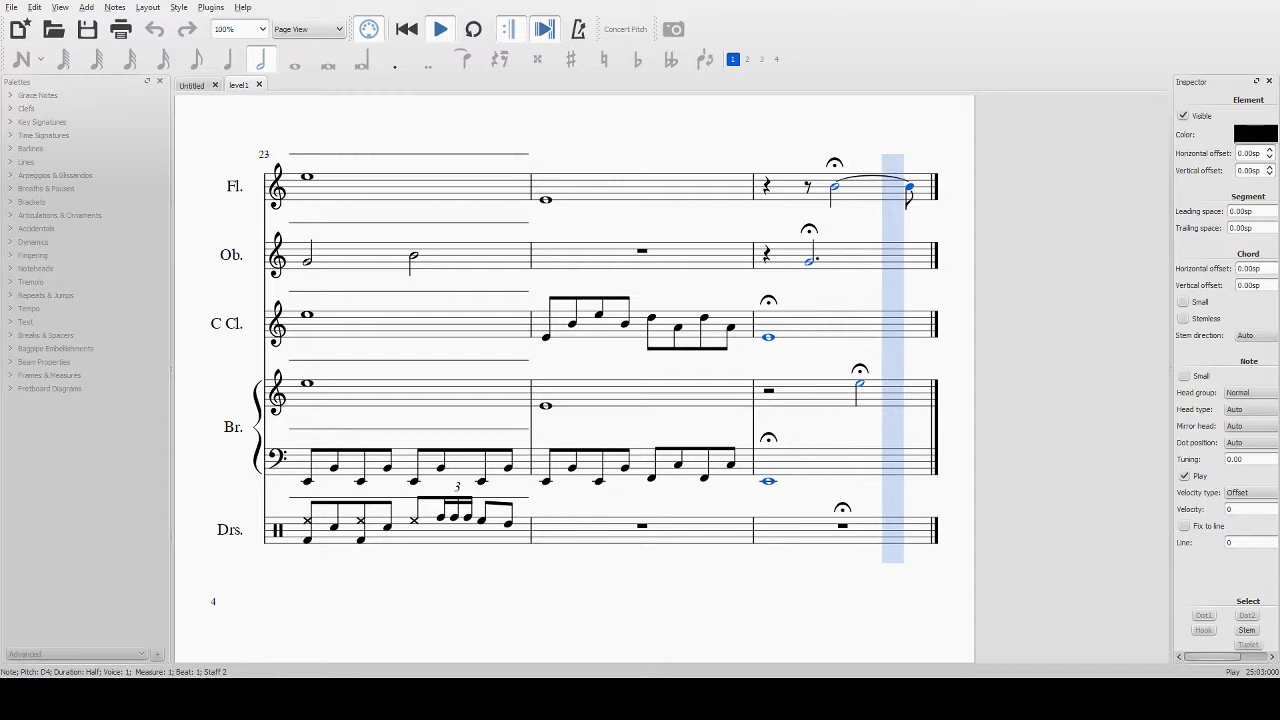 File Edit View Add Notes Layout Style Plugins Help
100% Page View Concert Pitch
1 2 3 4
Palettes
Untitled level1
Inspector
Grace Notes
Clefs
Key Signatures
Time Signatures
Barlines
Lines
Arpeggios & Glissandos
Breaths & Pauses
Brackets
Articulations & Ornaments
Accidentals
Dynamics
Fingering
Noteheads
Tremolo
Repeats & Jumps
Tempo
Text
Breaks & Spacers
Bagpipe Embellishments
Beam Properties
Frames & Measures
Fretboard Diagrams
Advanced
23
Fl.
Ob.
C Cl.
Br.
3
Drs.
4
Element
Visible
Color:
Horizontal offset: 0.00sp
Vertical offset: 0.00sp
Segment
Leading space: 0.00sp
Trailing space: 0.00sp
Chord
Horizontal offset: 0.00sp
Vertical offset: 0.00sp
Small
Stemless
Stem direction: Auto
Note
Small
Head group: Normal
Head type: Auto
Mirror head: Auto
Dot position: Auto
Tuning: 0.00
Play
Velocity type: Offset
Velocity: 0
Fix to line
Line: 0
Select
Dot1 Dot2
Hook Stem
Tuplet
Note; Pitch: D4; Duration: Half; Voice: 1; Measure: 1; Beat: 1; Staff 2
Play 25:03:000